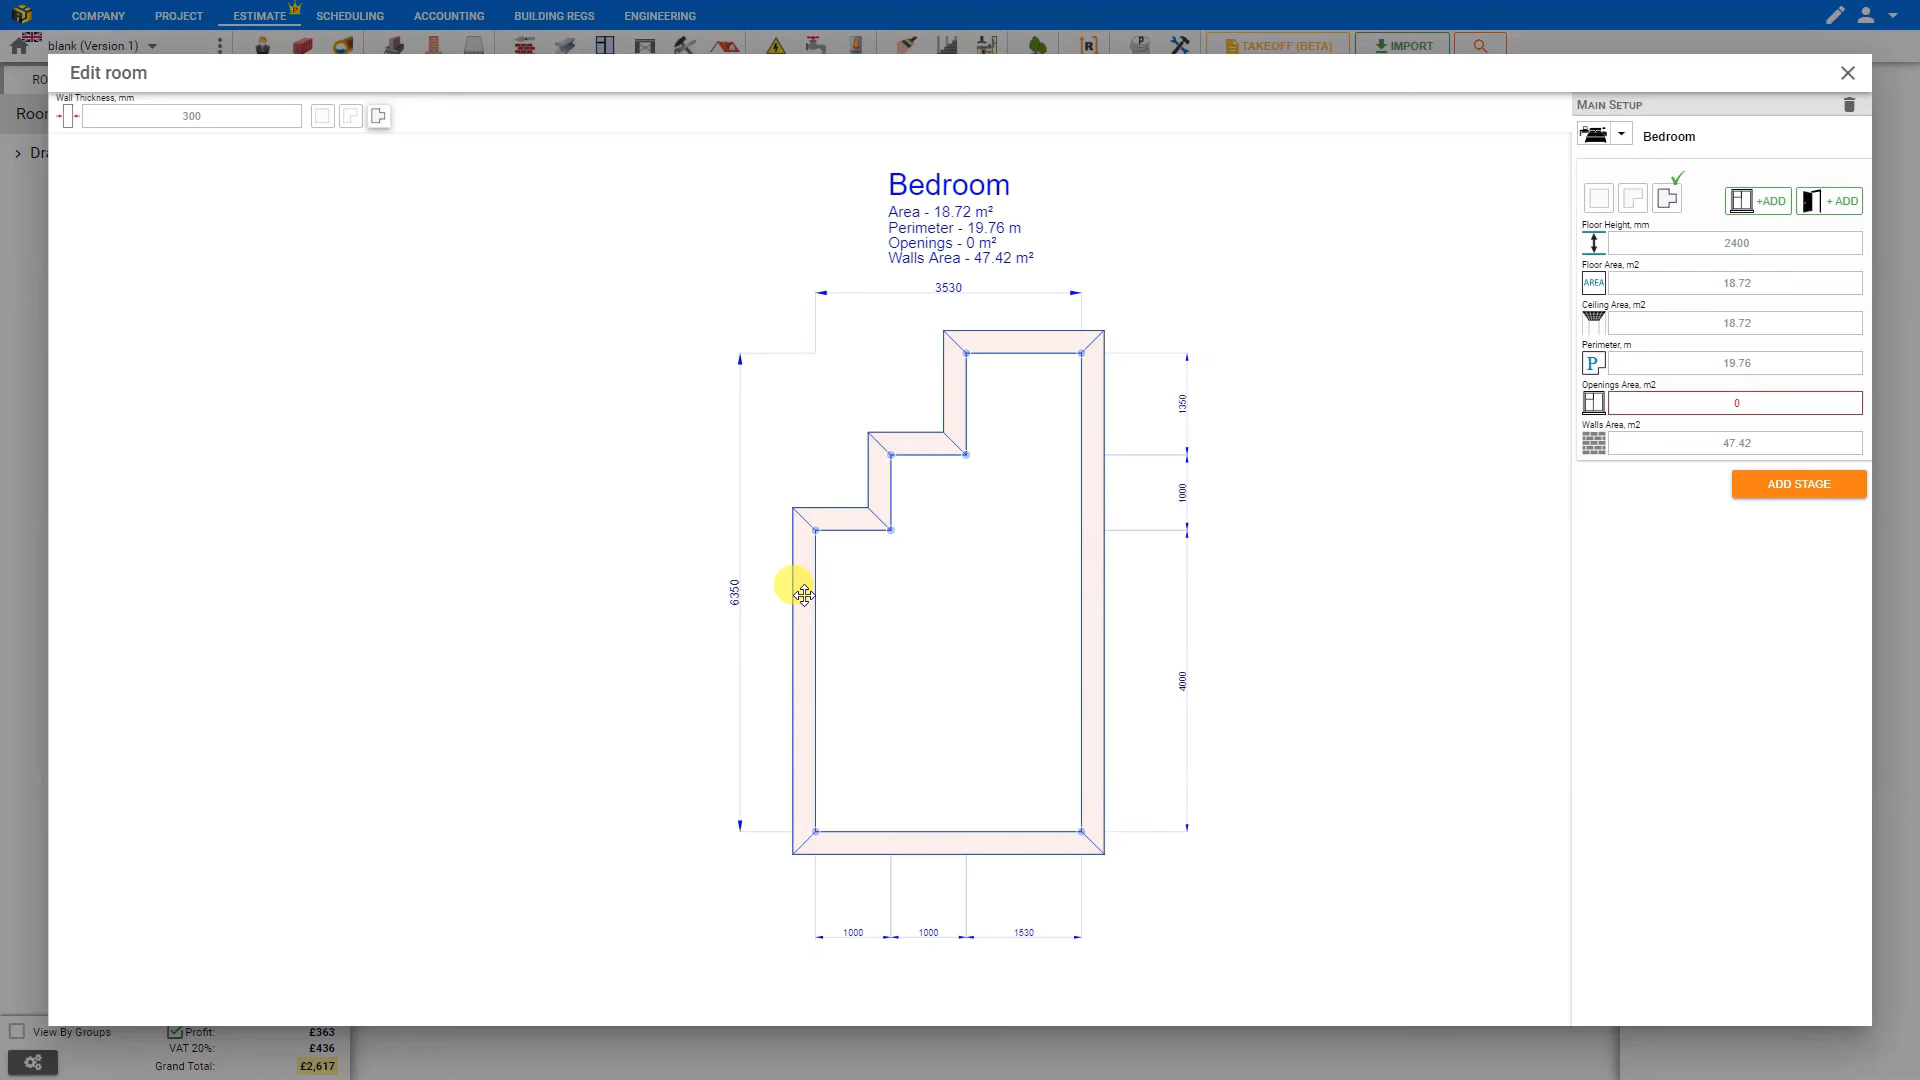 COMPANY
PROJECT
ESTIMATE
SCHEDULING
ACCOUNTING
BUILDING REGS
ENGINEERING
blank (Version 1)
TAKEOFF (BETA)
IMPORT
Edit room
Wall Thickness, mm
300
MAIN SETUP
Bedroom
+ADD
+ ADD
Floor Height, mm
2400
Floor Area, m2
AREA
18.72
Ceiling Area, m2
18.72
Perimeter, m
P
19.76
Openings Area, m2
0
Walls Area, m2
47.42
ADD STAGE
Bedroom
Area - 18.72 m²
Perimeter - 19.76 m
Openings - 0 m²
Walls Area - 47.42 m²
3530
1350
1000
6350
4000
1000
1000
1530
View By Groups
Profit: £363
VAT 20%: £436
Grand Total: £2,617